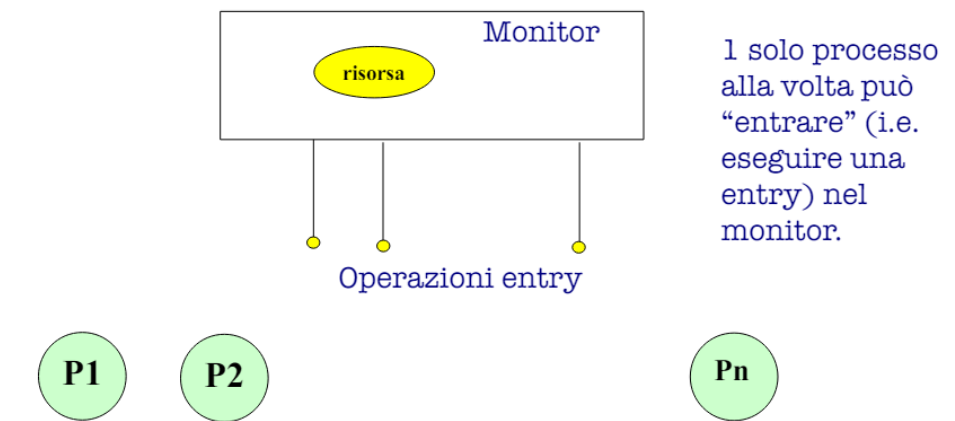 Monitor
risorsa
1 solo processo
alla volta può
“entrare” (i.e.
eseguire una
entry) nel
monitor.
Operazioni entry
P1
P2
Pn